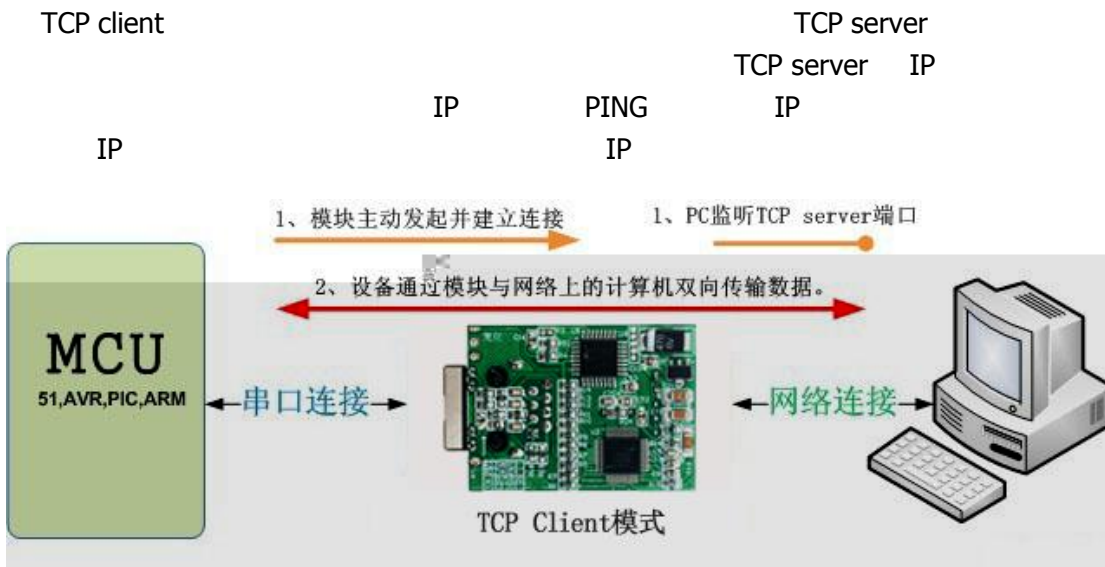 TCP client TCP server
TCP server IP
IP PING IP
IP IP
1、模块主动发起并建立连接 1、PC监听TCP server端口
2、设备通过模块与网络上的计算机双向传输数据。
MCU
51,AVR,PIC,ARM
串口连接 网络连接
TCP Client模式